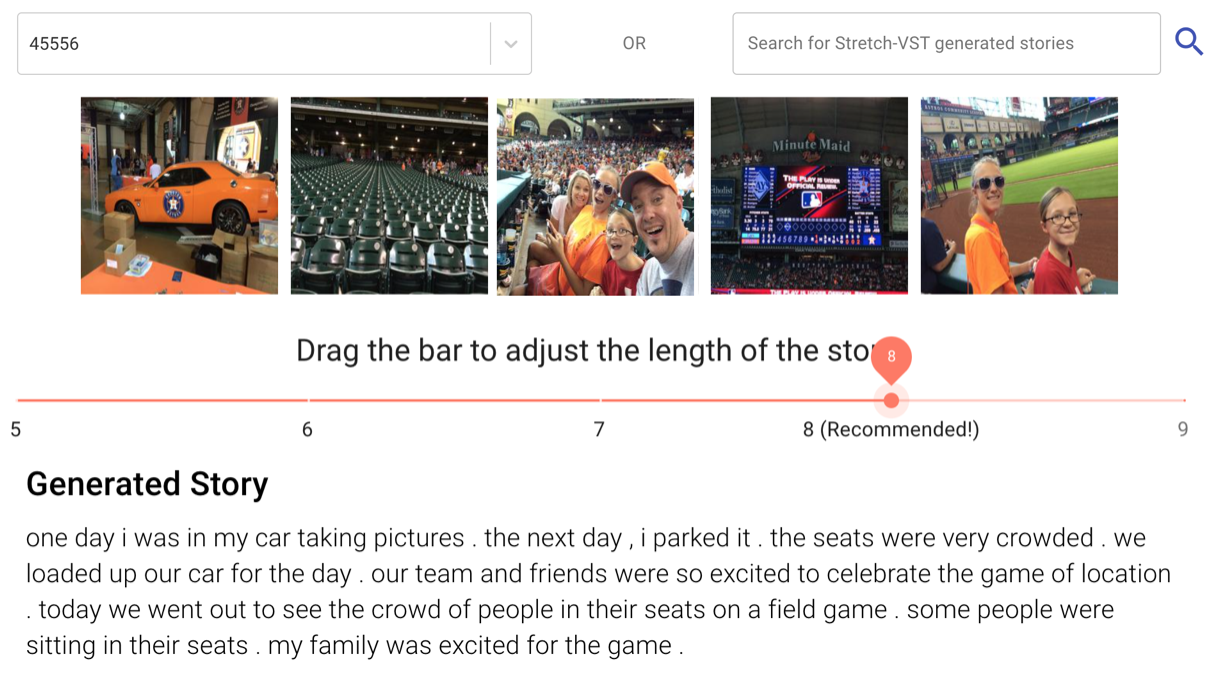 45556
OR
Search for Stretch-VST generated stories
Minute Maid
Park
THE PLAY IS UNDER
OFFICIAL REVIEW.
Drag the bar to adjust the length of the sto
8
5
6
7
8 (Recommended!)
9
Generated Story
one day i was in my car taking pictures . the next day , i parked it . the seats were very crowded . we
loaded up our car for the day . our team and friends were so excited to celebrate the game of location
. today we went out to see the crowd of people in their seats on a field game . some people were
sitting in their seats . my family was excited for the game .